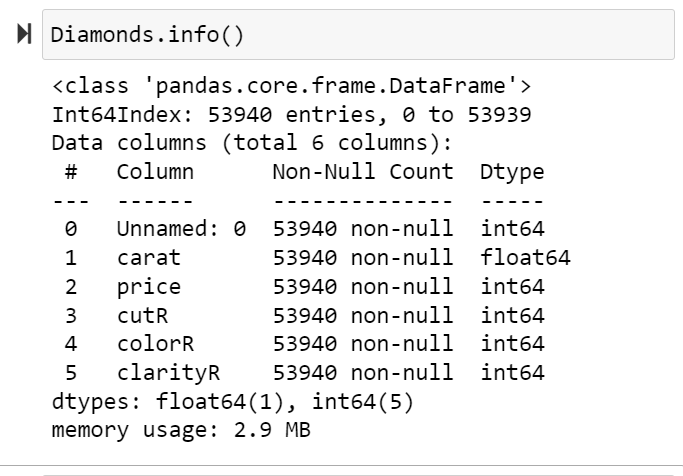 Diamonds.info()
<class 'pandas.core.frame.DataFrame'>
Int64Index: 53940 entries, 0 to 53939
Data columns (total 6 columns):
 #   Column      Non-Null Count  Dtype
---  ------      --------------  -----
 0   Unnamed: 0  53940 non-null  int64
 1   carat       53940 non-null  float64
 2   price       53940 non-null  int64
 3   cutR        53940 non-null  int64
 4   colorR      53940 non-null  int64
 5   clarityR    53940 non-null  int64
dtypes: float64(1), int64(5)
memory usage: 2.9 MB